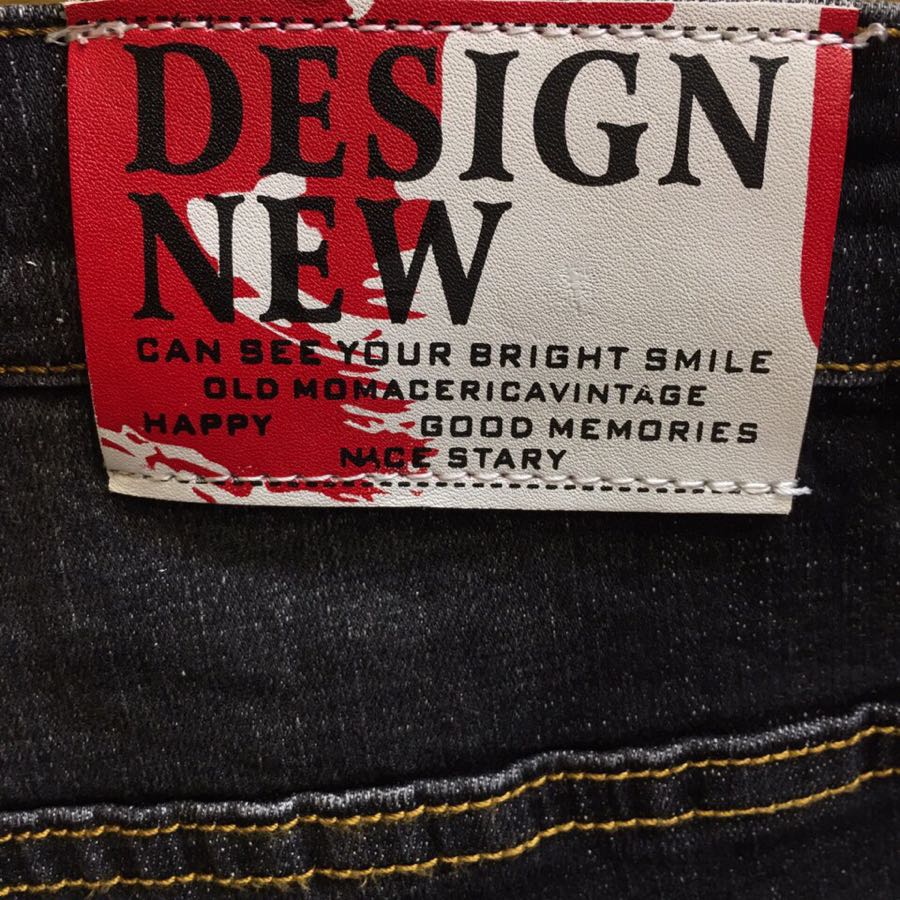 DESIGN
NEW
CAN SEE YOUR BRIGHT SMILE
OLD MOMACERICAVINTAGE
HAPPY GOOD MEMORIES
NICE STARY